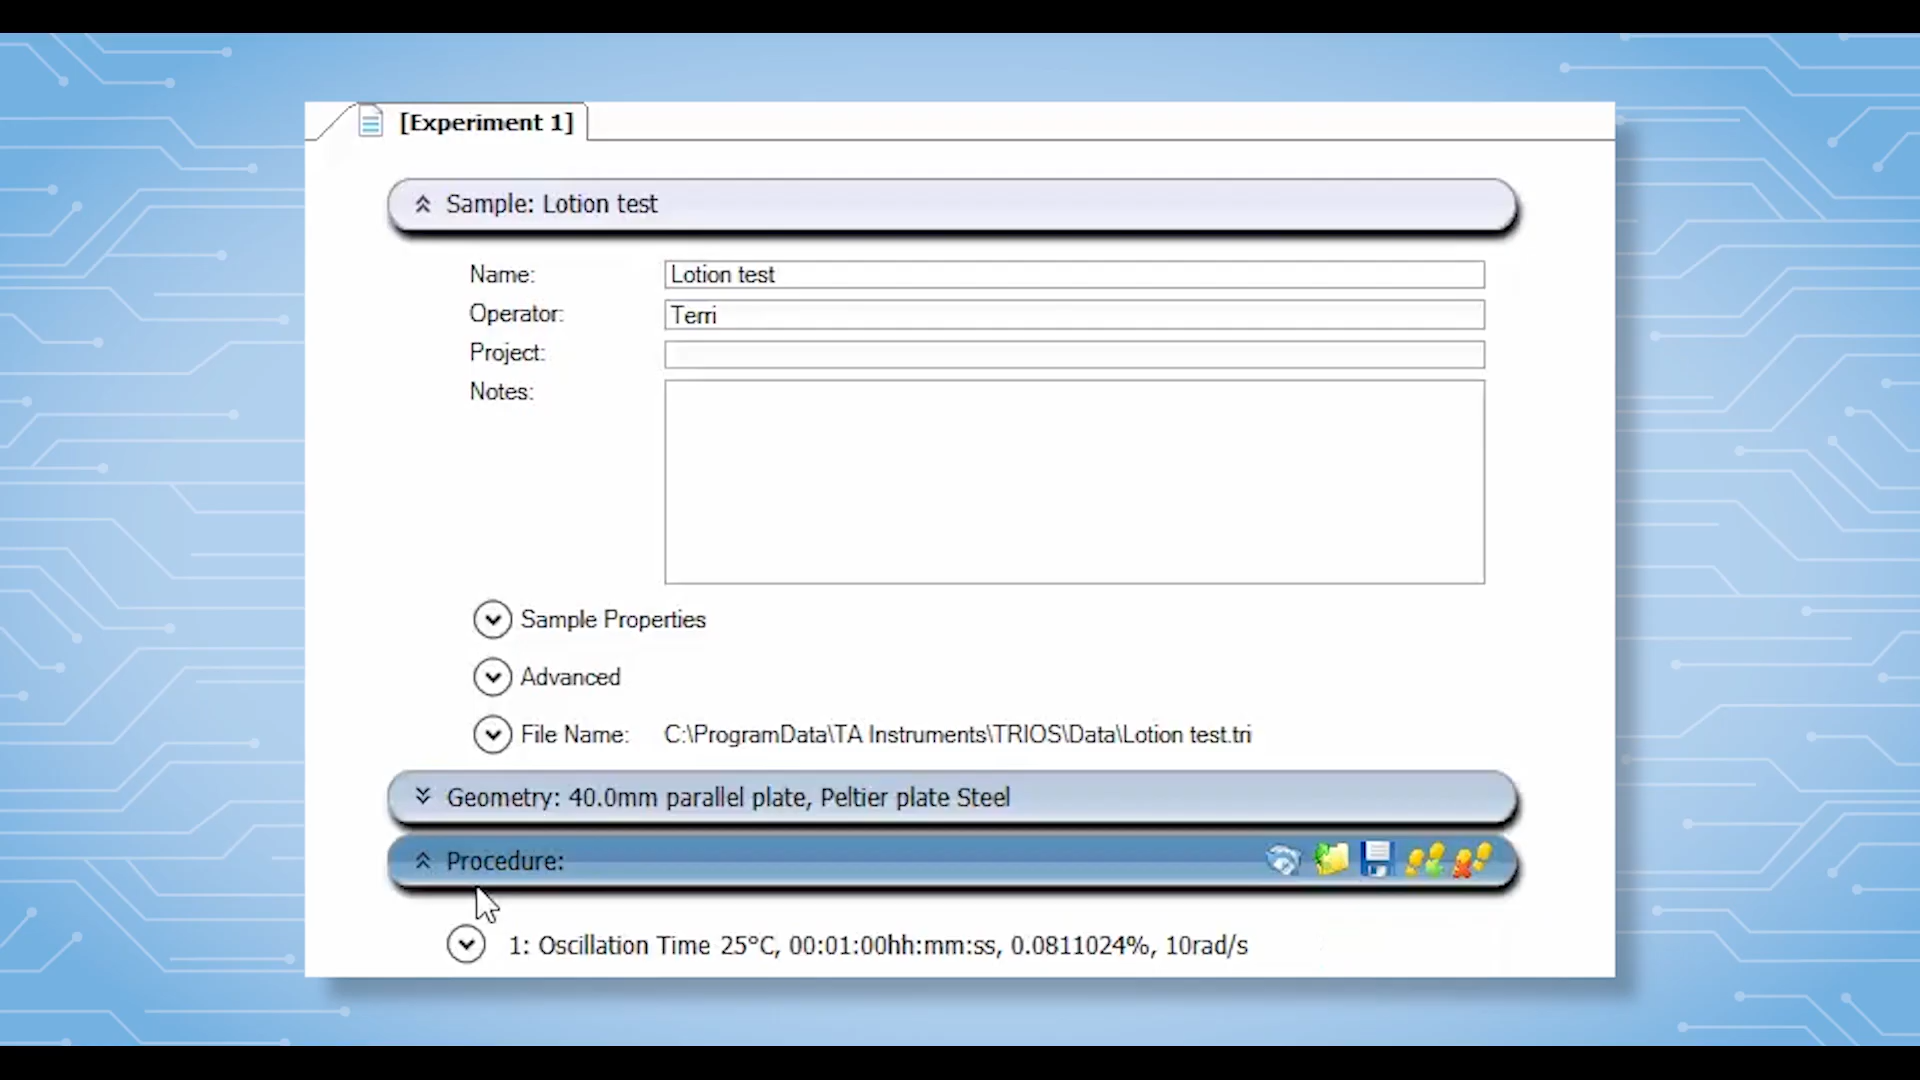 [Experiment 1]
Sample: Lotion test
Name: Lotion test
Operator: Terri
Project:
Notes:
Sample Properties
Advanced
File Name: C:\ProgramData\TA Instruments\TRIOS\Data\Lotion test.tri
Geometry: 40.0mm parallel plate, Peltier plate Steel
Procedure:
1: Oscillation Time 25°C, 00:01:00hh:mm:ss, 0.0811024%, 10rad/s